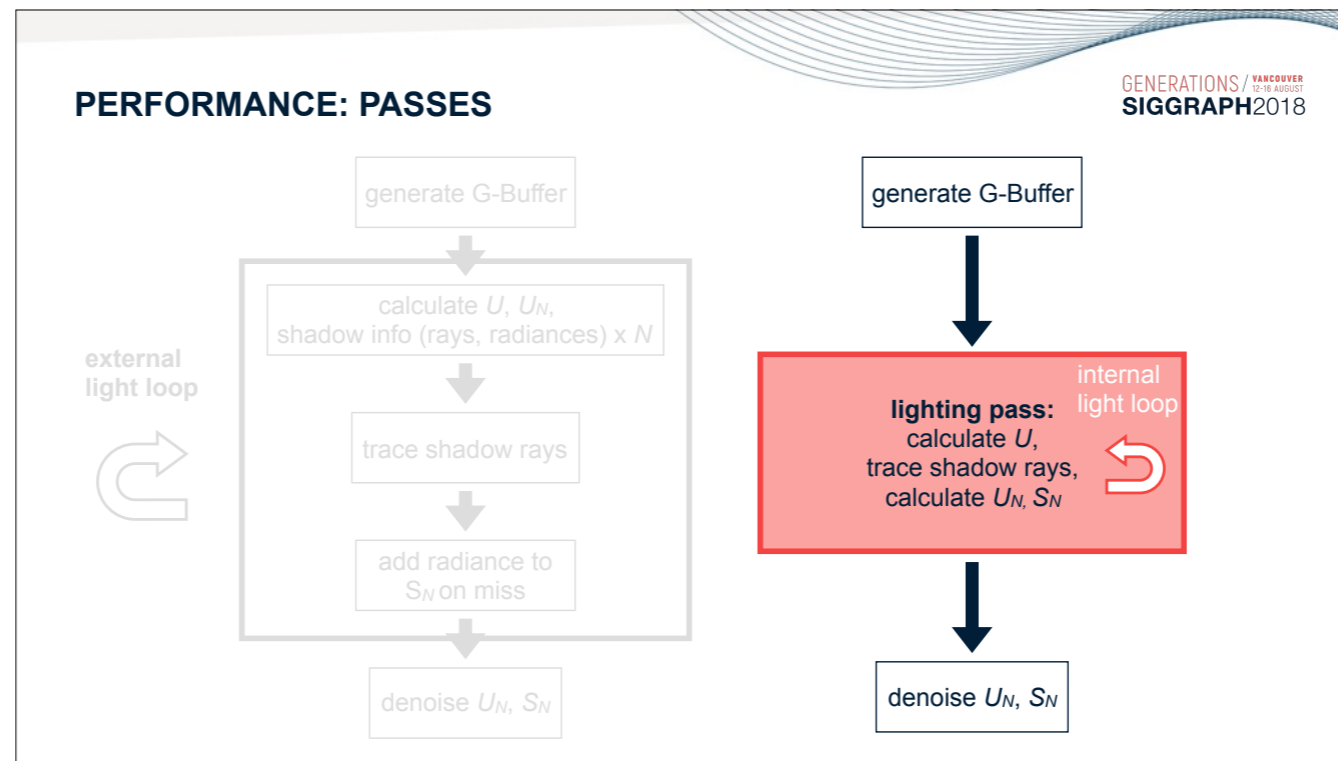 GENERATIONS / VANCOUVER
12-16 AUGUST
SIGGRAPH2018
PERFORMANCE: PASSES
generate G-Buffer
calculate U, UN,
shadow info (rays, radiances) x N
external
light loop
trace shadow rays
add radiance to
SN on miss
denoise UN, SN
generate G-Buffer
internal
light loop
lighting pass:
calculate U,
trace shadow rays,
calculate UN, SN
denoise UN, SN